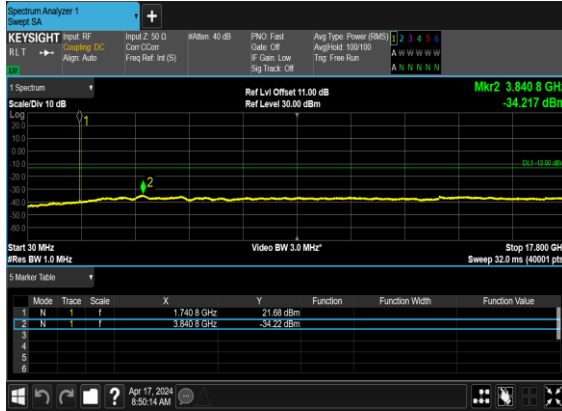 Spectrum Analyzer 1
Swept SA
+
KEYSIGHT Input: RF Input Z: 50 Ω #Atten: 40 dB PNO: Fast Avg Type: Power (RMS) 1 2 3 4 5 6
RLT Coupling: DC Corr CCorr Gate: Off Avg|Hold: 100/100 A W W W W W
Align: Auto Freq Ref: Int (S) IF Gain: Low Trig: Free Run
Sig Track: Off A N N N N N
1 Spectrum Ref Lvl Offset 11.00 dB Mkr2 3.840 8 GHz
Scale/Div 10 dB Ref Level 30.00 dBm -34.217 dBm
Log
20.0
10.0
0.00
-10.0 DL1 -13.00 dBm
-20.0
-30.0
-40.0
-50.0
-60.0
1
2
Start 30 MHz Video BW 3.0 MHz* Stop 17.800 GHz
#Res BW 1.0 MHz Sweep 32.0 ms (40001 pts
5 Marker Table
Mode Trace Scale X Y Function Function Width Function Value
1 N 1 f 1.740 8 GHz 21.68 dBm
2 N 1 f 3.840 8 GHz -34.22 dBm
3
4
5
6
? Apr 17, 2024
8:50:14 AM